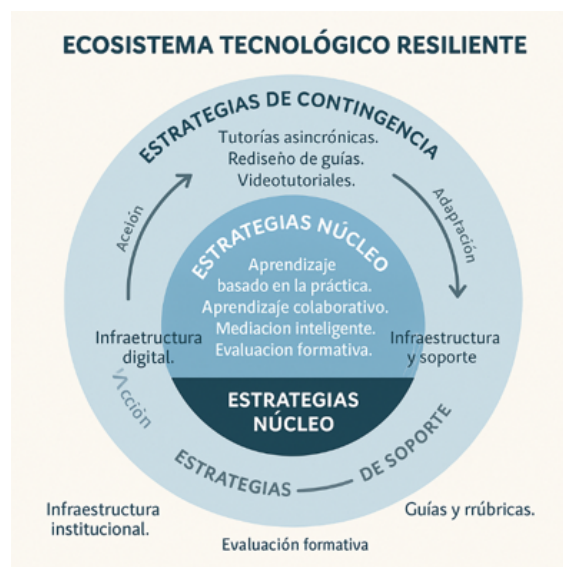 ECOSISTEMA TECNOLÓGICO RESILIENTE
ESTRATEGIAS DE CONTINGENCIA
Tutorías asincrónicas.
Rediseño de guías.
Videotutoriales.
Aceión
Adaptación
ESTRATEGIAS NÚCLEO
Aprendizaje
basado en la práctica.
Aprendizaje colaborativo.
Mediacion inteligente.
Evaluacion formativa.
Infraetructura
digital.
Infraestructura
y soporte
Acciòn
ESTRATEGIAS
NÚCLEO
ESTRATEGIAS DE SOPORTE
Infraestructura
institucional.
Guías y rrúbricas.
Evaluación formativa